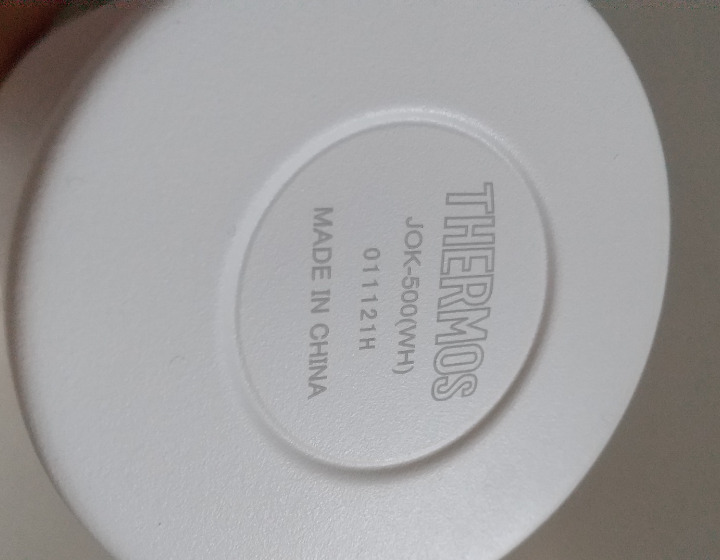 THERMOS
JOK-500(WH)
011121H
MADE IN CHINA